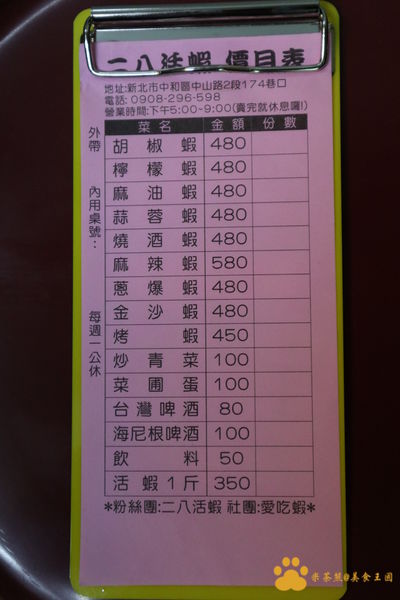 二八活蝦 價目表
地址:新北市中和區中山路2段174巷口
電話: 0908-296-598
營業時間:下午5:00~9:00(賣完就休息囉!)
外帶
內用桌號：
每週一公休
菜名 金額 份數
胡椒蝦 480
檸檬蝦 480
麻油蝦 480
蒜蓉蝦 480
燒酒蝦 480
麻辣蝦 580
蔥爆蝦 480
金沙蝦 480
烤蝦 450
炒青菜 100
菜圃蛋 100
台灣啤酒 80
海尼根啤酒 100
飲料 50
活蝦1斤 350
*粉絲團:二八活蝦 社團:愛吃蝦*
米茶熊@美食王國